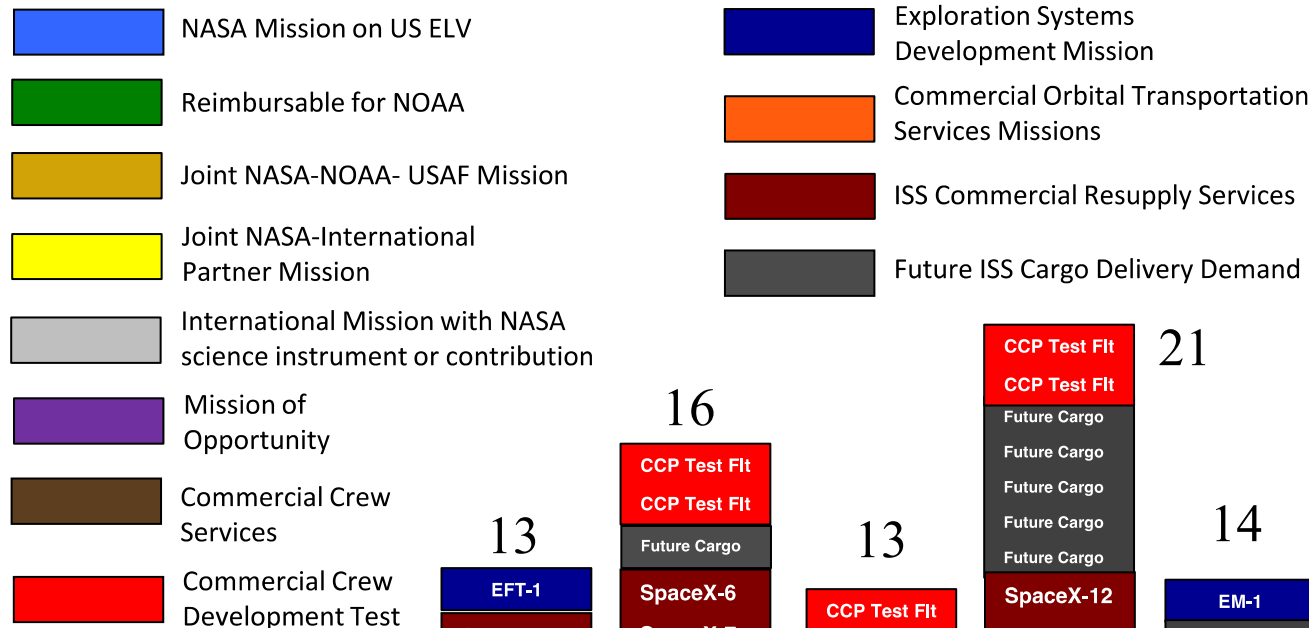 NASA Mission on US ELV
Reimbursable for NOAA
Joint NASA-NOAA- USAF Mission
Joint NASA-International
Partner Mission
International Mission with NASA
science instrument or contribution
Mission of
Opportunity
Commercial Crew
Services
Commercial Crew
Development Test
Exploration Systems
Development Mission
Commercial Orbital Transportation
Services Missions
ISS Commercial Resupply Services
Future ISS Cargo Delivery Demand
13
EFT-1
16
CCP Test Flt
CCP Test Flt
Future Cargo
SpaceX-6
13
CCP Test Flt
21
CCP Test Flt
CCP Test Flt
Future Cargo
Future Cargo
Future Cargo
Future Cargo
Future Cargo
SpaceX-12
14
EM-1